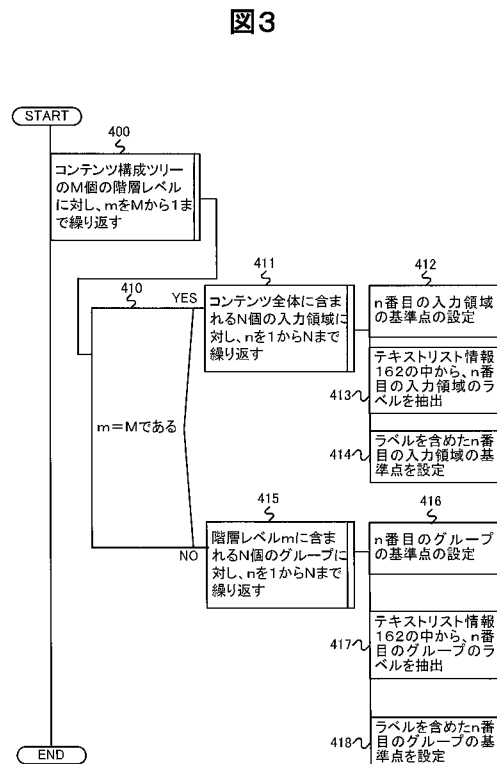 図3
START
400
コンテンツ構成ツリー
のM個の階層レベル
に対し、mをMから1ま
で繰り返す
410
YES
m=Mである
NO
411
コンテンツ全体に含ま
れるN個の入力領域に
対し、nを1からNまで
繰り返す
412
n番目の入力領域
の基準点の設定
413
テキストリスト情報
162の中から、n番
目の入力領域のラ
ベルを抽出
414
ラベルを含めたn番
目の入力領域の基
準点を設定
415
階層レベルmに含ま
れるN個のグループに
対し、nを1からNまで
繰り返す
416
n番目のグループ
の基準点の設定
417
テキストリスト情報
162の中から、n番
目のグループのラ
ベルを抽出
418
ラベルを含めたn番
目のグループの基
準点を設定
END